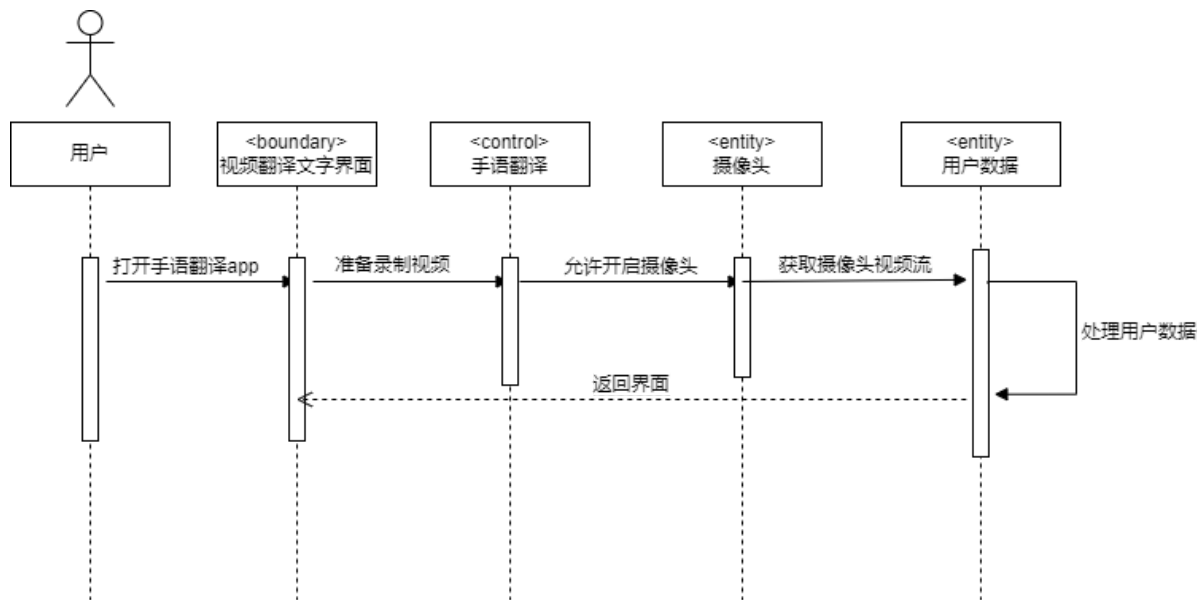 用户
<boundary>
视频翻译文字界面
<control>
手语翻译
<entity>
摄像头
<entity>
用户数据
打开手语翻译app
准备录制视频
允许开启摄像头
获取摄像头视频流
处理用户数据
返回界面